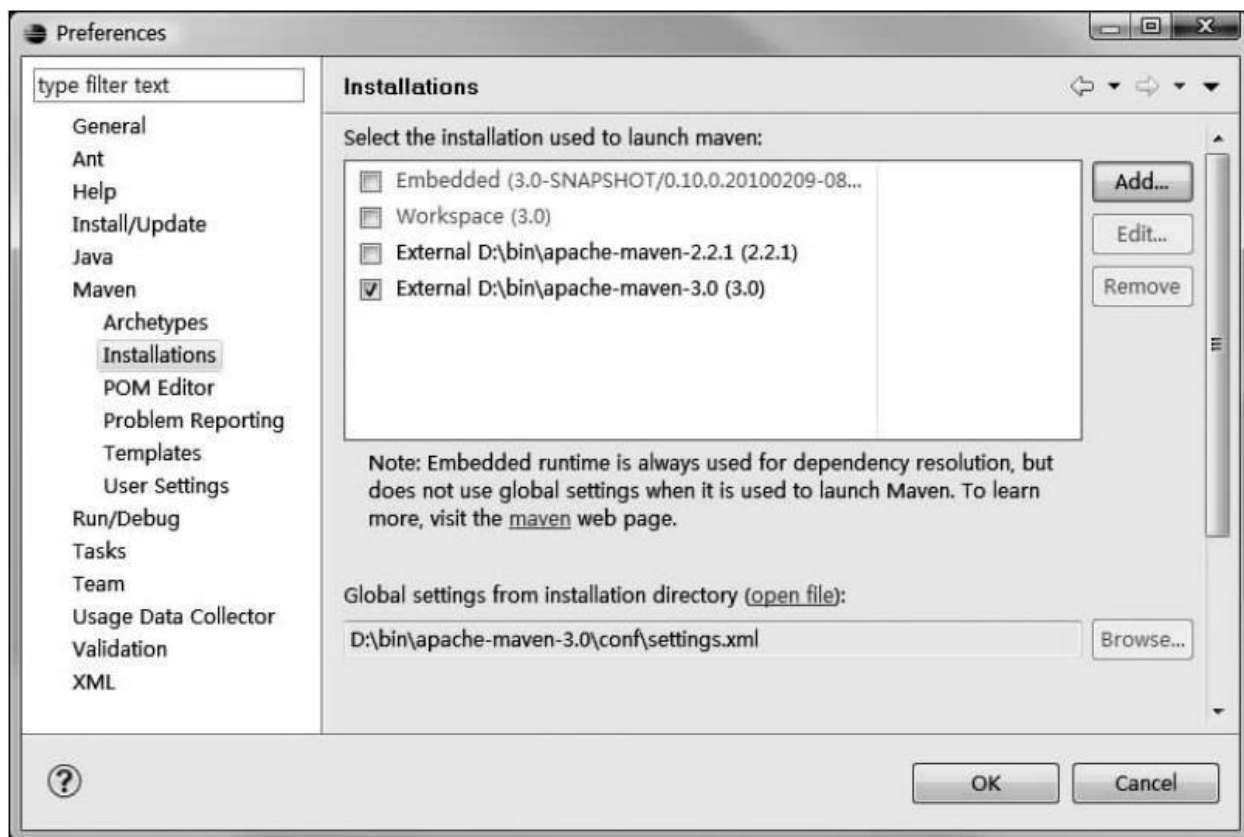 Preferences
type filter text
General
Ant
Help
Install/Update
Java
Maven
Archetypes
Installations
POM Editor
Problem Reporting
Templates
User Settings
Run/Debug
Tasks
Team
Usage Data Collector
Validation
XML
Installations
Select the installation used to launch maven:
Embedded (3.0-SNAPSHOT/0.10.0.20100209-08...
Workspace (3.0)
External D:\bin\apache-maven-2.2.1 (2.2.1)
External D:\bin\apache-maven-3.0 (3.0)
Add...
Edit...
Remove
Note: Embedded runtime is always used for dependency resolution, but
does not use global settings when it is used to launch Maven. To learn
more, visit the maven web page.
Global settings from installation directory (open file):
D:\bin\apache-maven-3.0\conf\settings.xml
Browse...
?
OK
Cancel